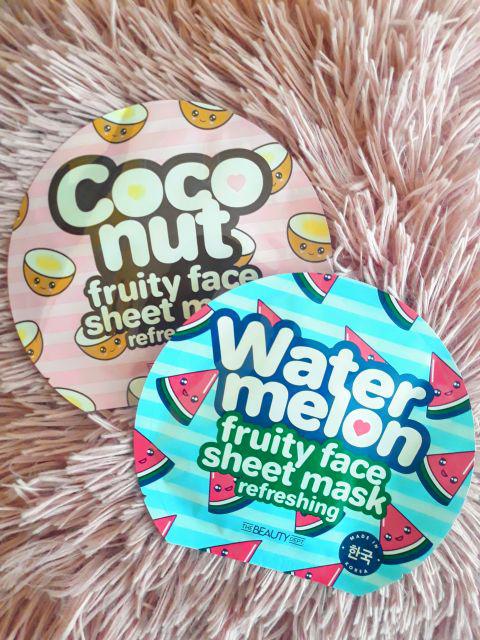 Coco
nut
fruity face
sheet
Water
melon
fruity face
sheet mask
refreshing
THE BEAUTY DEPT.
MADE IN
한국
KOREA